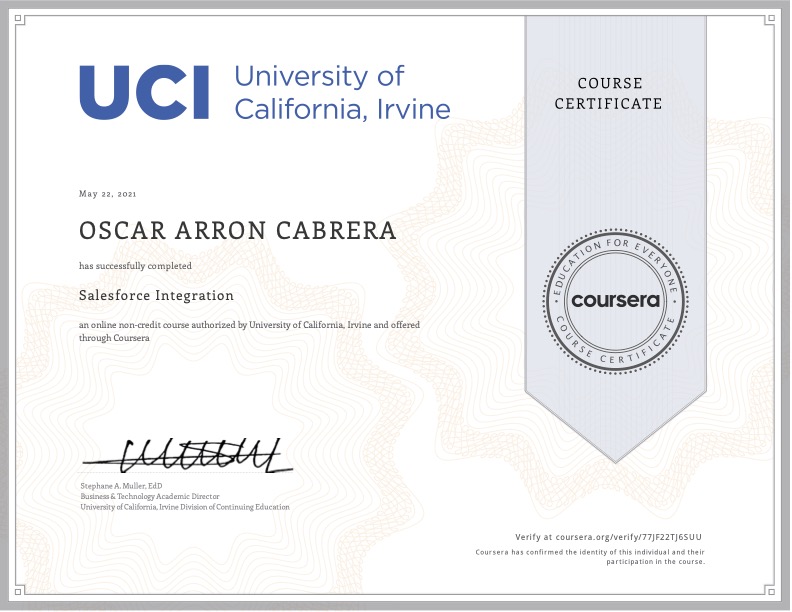 UCI University of
California, Irvine
COURSE
CERTIFICATE
May 22, 2021
OSCAR ARRON CABRERA
has successfully completed
Salesforce Integration
an online non-credit course authorized by University of California, Irvine and offered
through Coursera
EDUCATION FOR EVERYONE
coursera
COURSE CERTIFICATE
Stephane A. Muller, EdD
Business & Technology Academic Director
University of California, Irvine Division of Continuing Education
Verify at coursera.org/verify/77JF22TJ6SUU
Coursera has confirmed the identity of this individual and their
participation in the course.